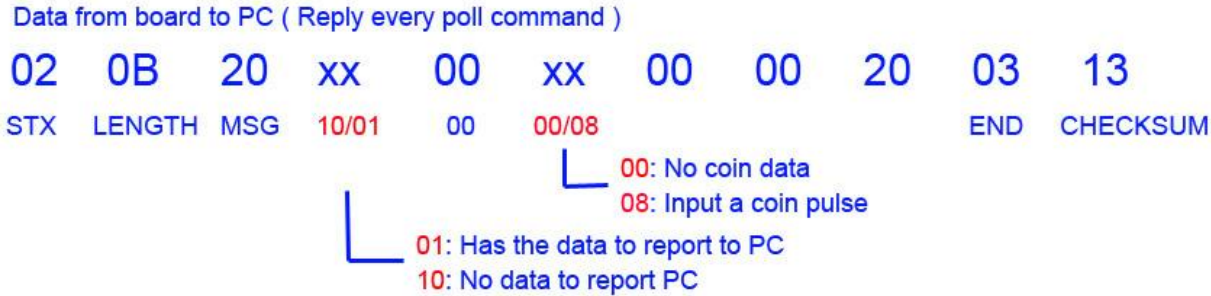 Data from board to PC ( Reply every poll command )
02 0B 20 xx 00 xx 00 00 20 03 13
STX LENGTH MSG 10/01 00 00/08 END CHECKSUM
00: No coin data
08: Input a coin pulse
01: Has the data to report to PC
10: No data to report PC